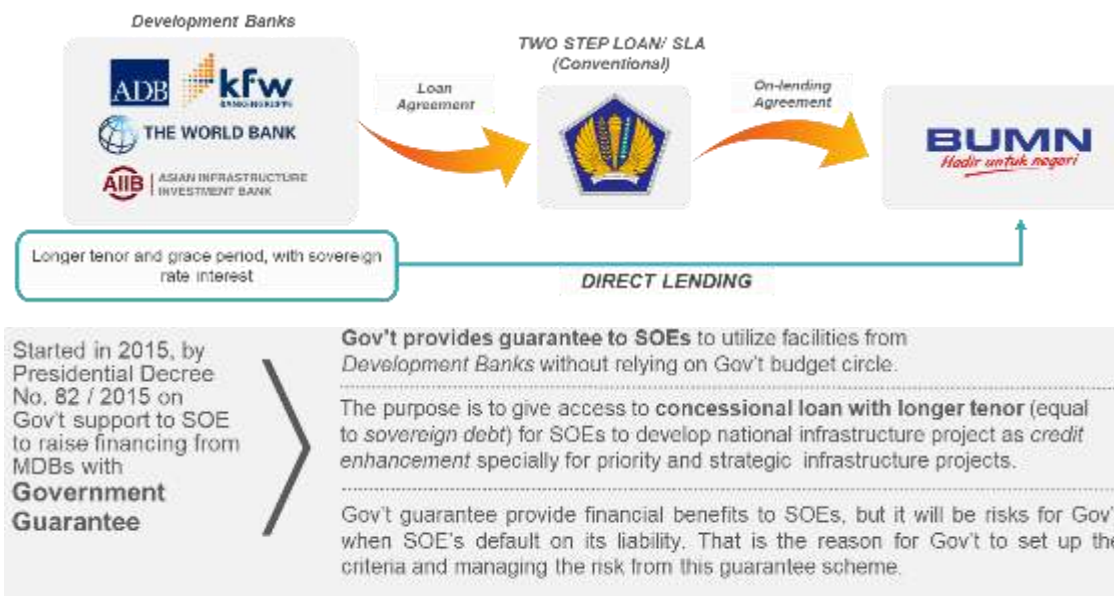 Development Banks
TWO STEP LOAN/ SLA
(Conventional)
ADB
kfw
THE WORLD BANK
AIIB
ASIAN INFRASTRUCTURE
INVESTMENT BANK
Loan
Agreement
On-lending
Agreement
BUMN
Hadir untuk negeri
Longer tenor and grace period, with sovereign
rate interest
DIRECT LENDING
Started in 2015, by
Presidential Decree
No. 82 / 2015 on
Gov't support to SOE
to raise financing from
MDBs with
Government
Guarantee
Gov't provides guarantee to SOEs to utilize facilities from
Development Banks without relying on Gov't budget circle.
The purpose is to give access to concessional loan with longer tenor (equal
to sovereign debt) for SOEs to develop national infrastructure project as credit
enhancement specially for priority and strategic infrastructure projects.
Gov't guarantee provide financial benefits to SOEs, but it will be risks for Gov't
when SOE's default on its liability. That is the reason for Gov't to set up the
criteria and managing the risk from this guarantee scheme.